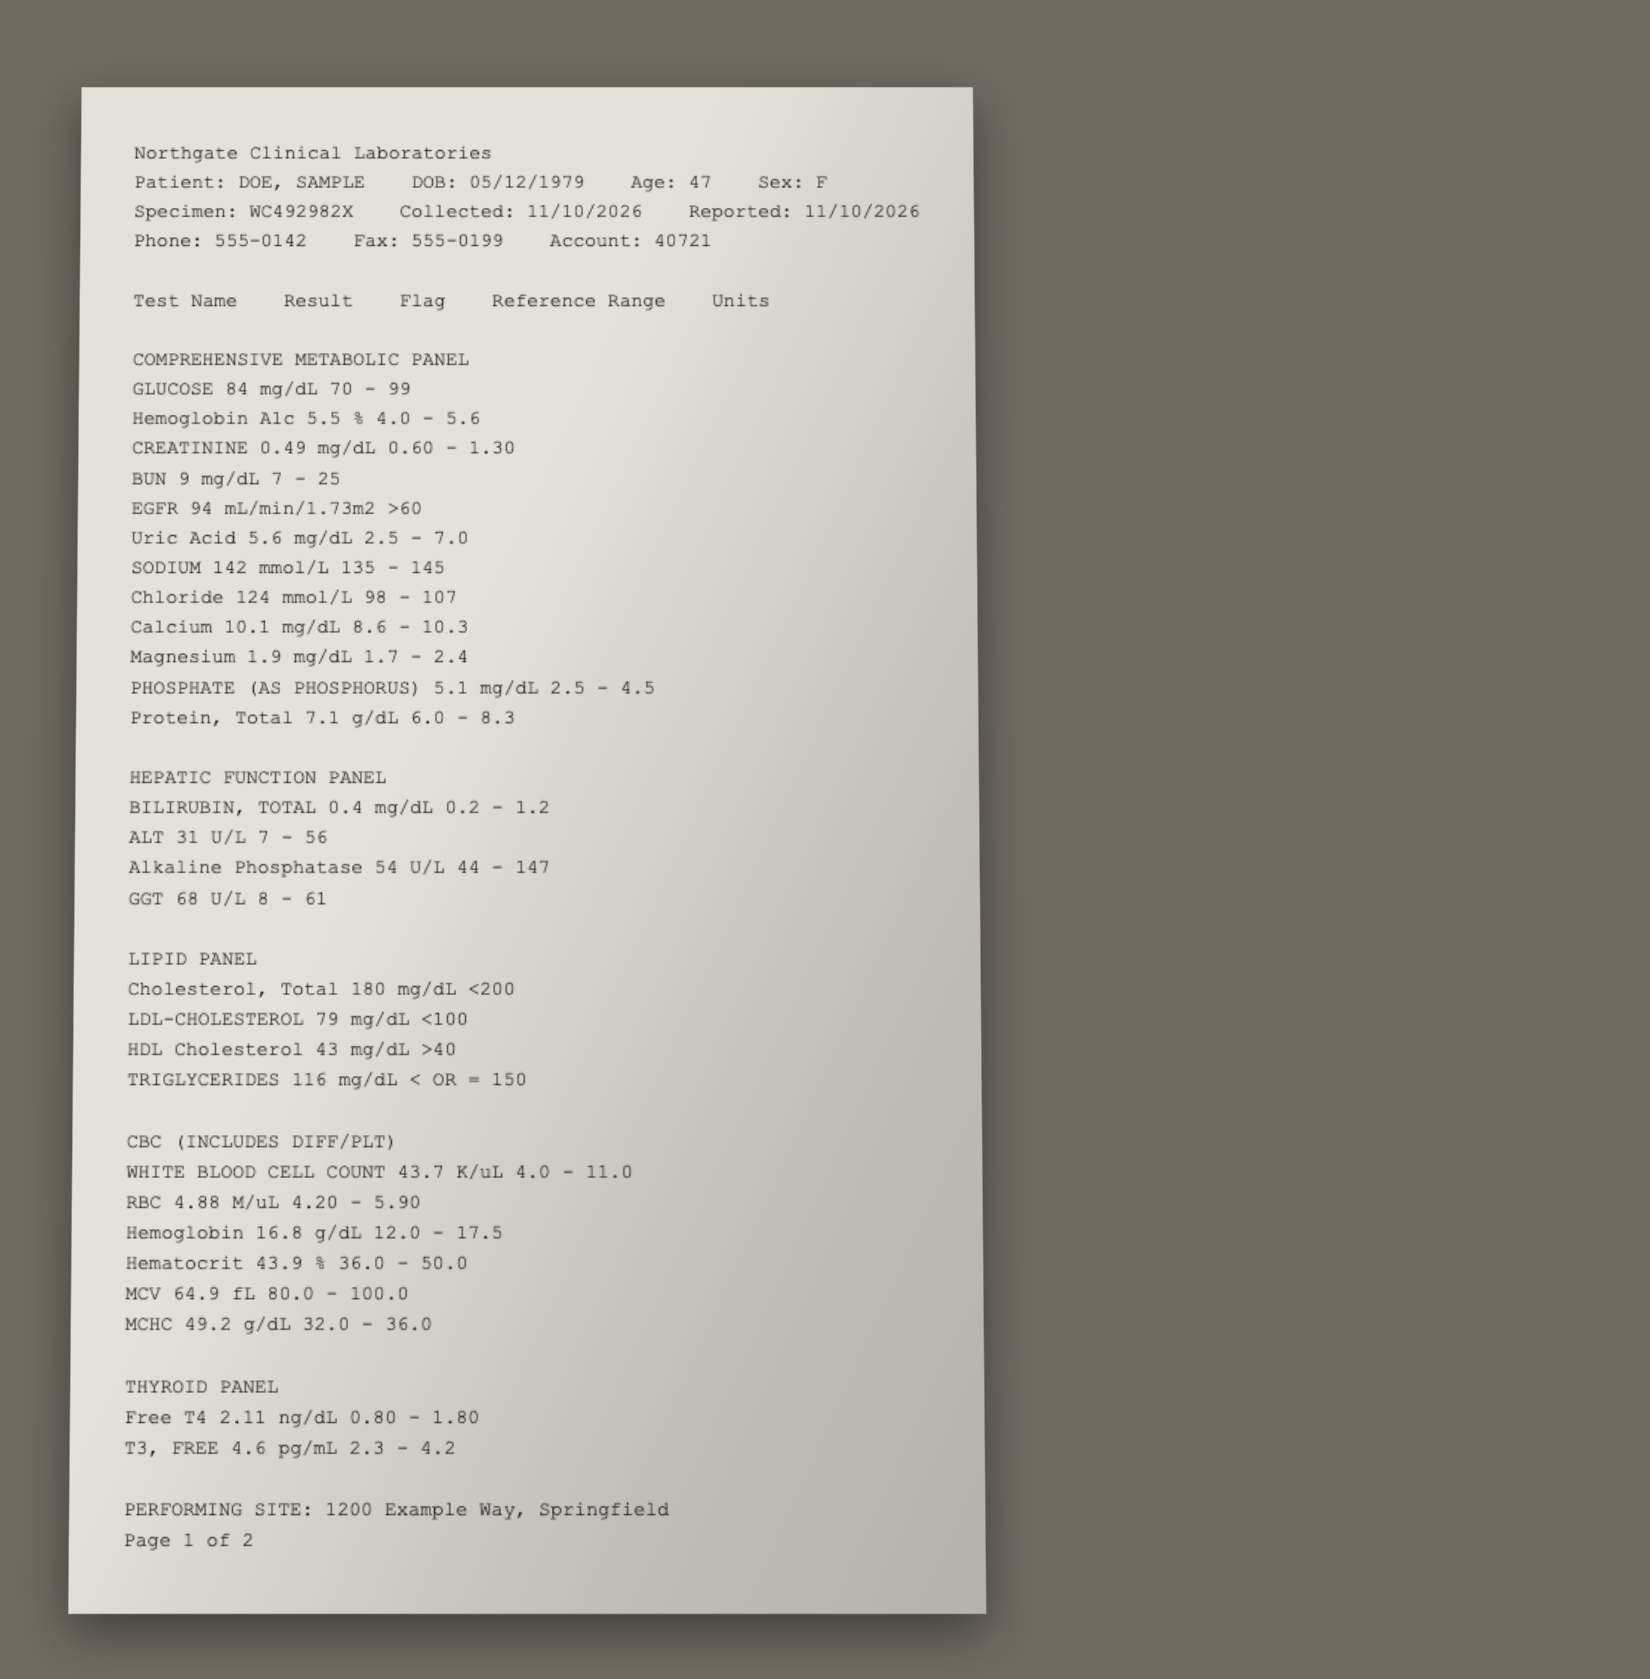 Northgate Clinical Laboratories
Patient: DOE, SAMPLE    DOB: 05/12/1979    Age: 47    Sex: F
Specimen: WC492982X    Collected: 11/10/2026    Reported: 11/10/2026
Phone: 555-0142    Fax: 555-0199    Account: 40721
Test Name    Result    Flag    Reference Range    Units
COMPREHENSIVE METABOLIC PANEL
GLUCOSE 84 mg/dL 70 - 99
Hemoglobin Alc 5.5 % 4.0 - 5.6
CREATININE 0.49 mg/dL 0.60 - 1.30
BUN 9 mg/dL 7 - 25
EGFR 94 mL/min/1.73m2 >60
Uric Acid 5.6 mg/dL 2.5 - 7.0
SODIUM 142 mmol/L 135 - 145
Chloride 124 mmol/L 98 - 107
Calcium 10.1 mg/dL 8.6 - 10.3
Magnesium 1.9 mg/dL 1.7 - 2.4
PHOSPHATE (AS PHOSPHORUS) 5.1 mg/dL 2.5 - 4.5
Protein, Total 7.1 g/dL 6.0 - 8.3
HEPATIC FUNCTION PANEL
BILIRUBIN, TOTAL 0.4 mg/dL 0.2 - 1.2
ALT 31 U/L 7 - 56
Alkaline Phosphatase 54 U/L 44 - 147
GGT 68 U/L 8 - 61
LIPID PANEL
Cholesterol, Total 180 mg/dL <200
LDL-CHOLESTEROL 79 mg/dL <100
HDL Cholesterol 43 mg/dL >40
TRIGLYCERIDES 116 mg/dL < OR = 150
CBC (INCLUDES DIFF/PLT)
WHITE BLOOD CELL COUNT 43.7 K/uL 4.0 - 11.0
RBC 4.88 M/uL 4.20 - 5.90
Hemoglobin 16.8 g/dL 12.0 - 17.5
Hematocrit 43.9 % 36.0 - 50.0
MCV 64.9 fL 80.0 - 100.0
MCHC 49.2 g/dL 32.0 - 36.0
THYROID PANEL
Free T4 2.11 ng/dL 0.80 - 1.80
T3, FREE 4.6 pg/mL 2.3 - 4.2
PERFORMING SITE: 1200 Example Way, Springfield
Page 1 of 2